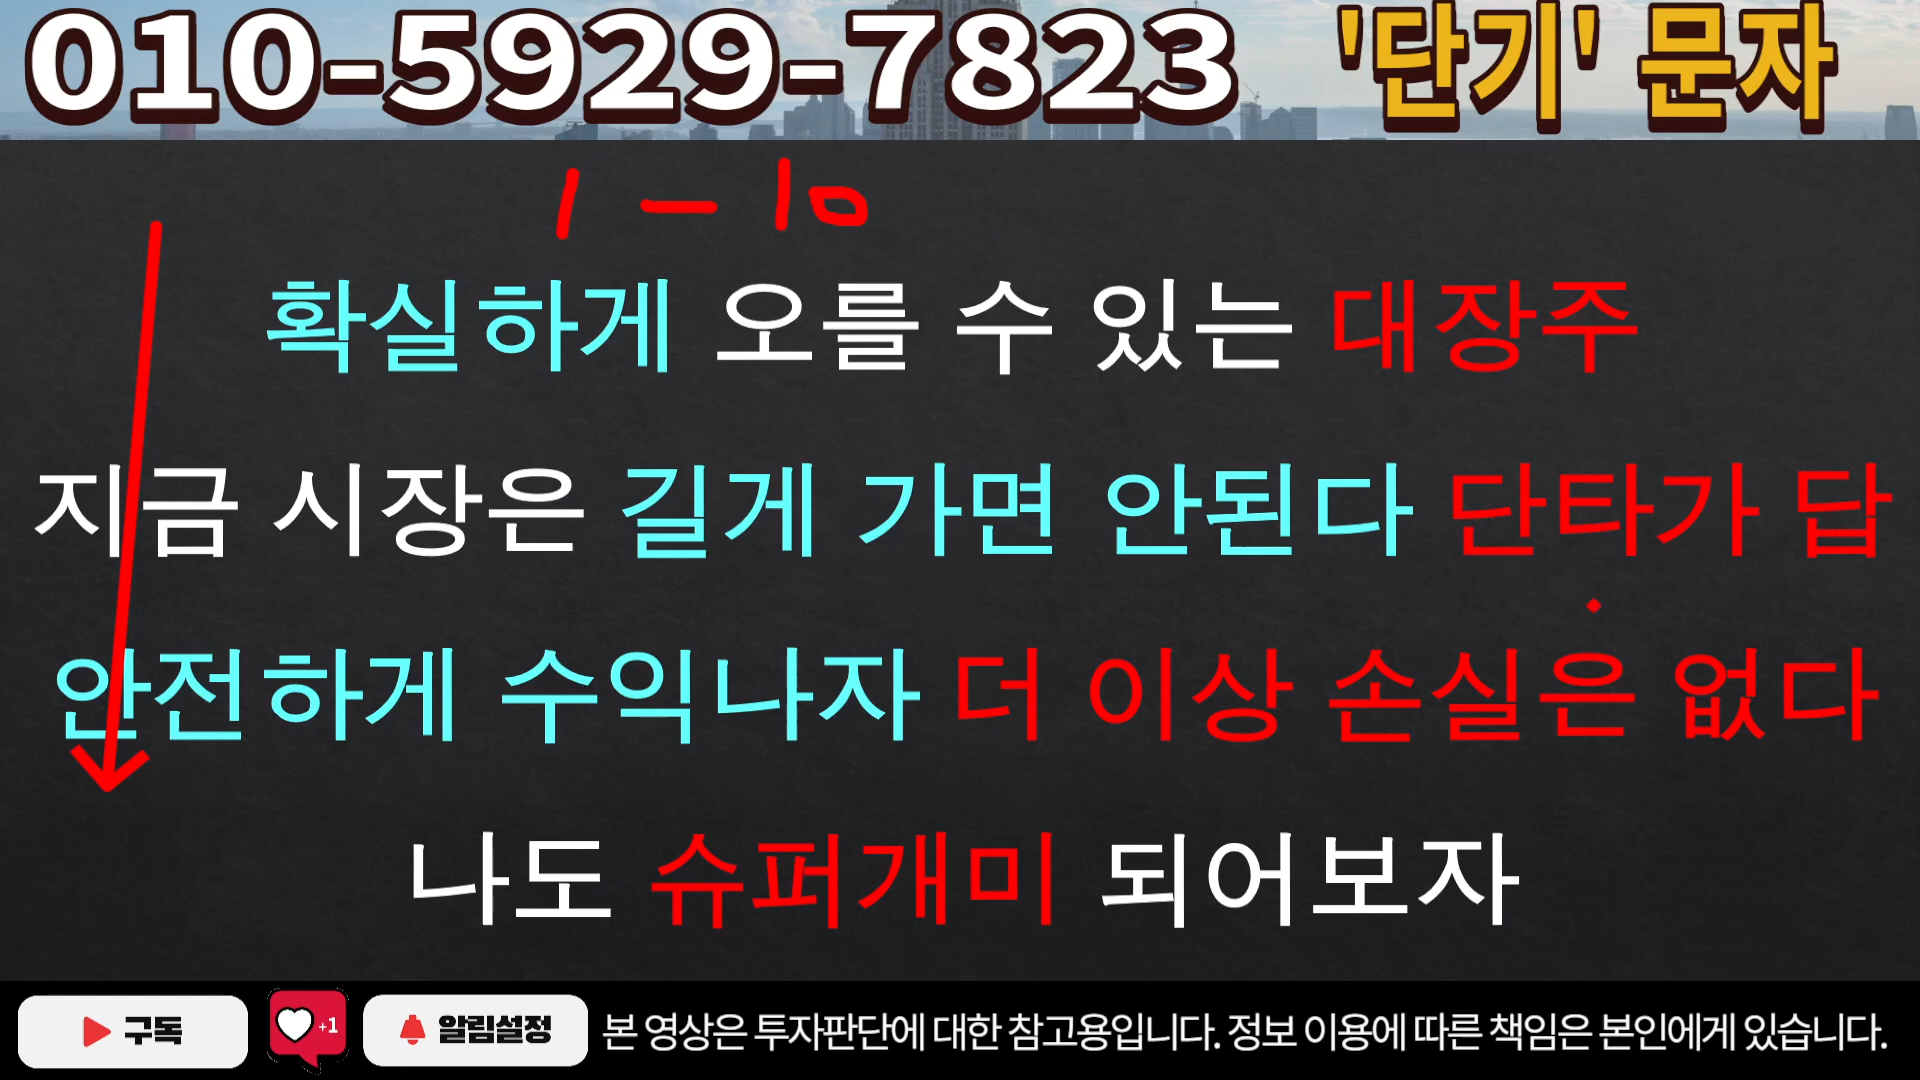 010-5929-7823 '단기' 문자
1 - 10
확실하게 오를 수 있는 대장주
지금 시장은 길게 가면 안된다 단타가 답
안전하게 수익나자 더 이상 손실은 없다
나도 슈퍼개미 되어보자
구독 +1 알림설정 본 영상은 투자판단에 대한 참고용입니다. 정보 이용에 따른 책임은 본인에게 있습니다.